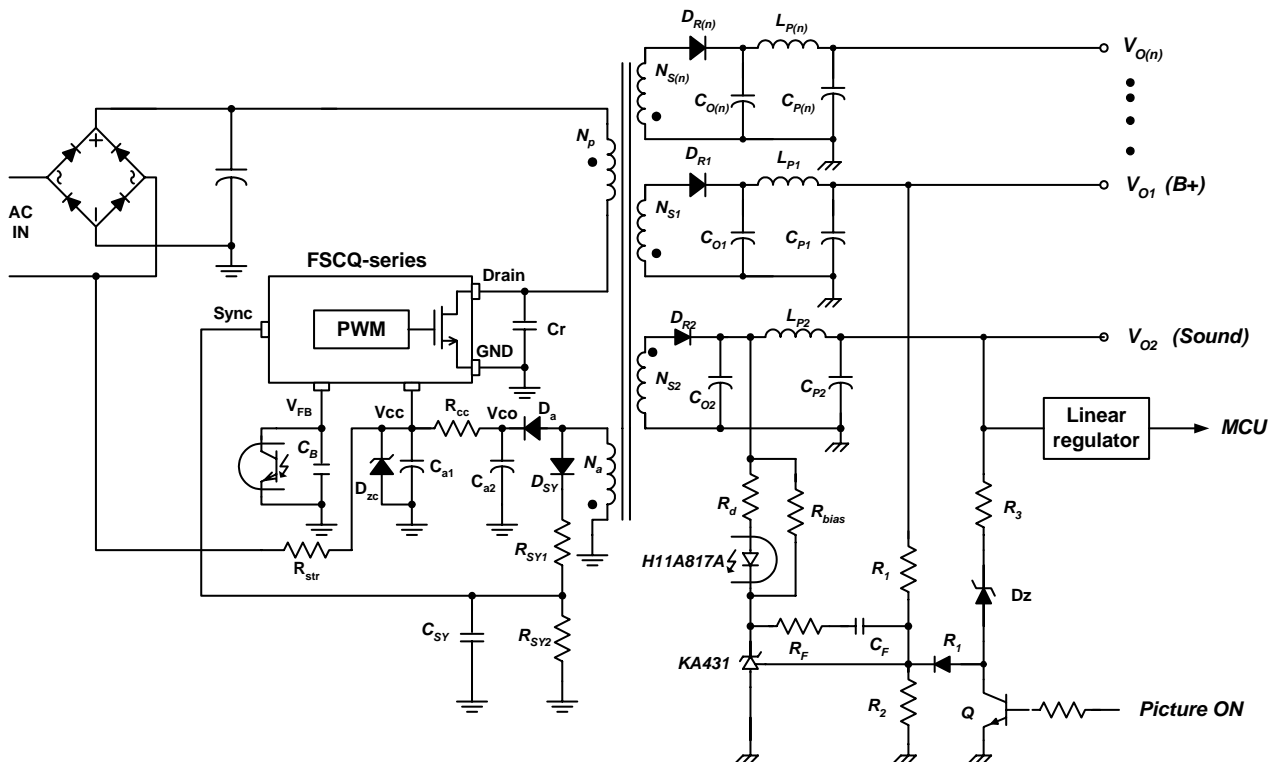 D_R(n)
L_P(n)
N_S(n)
C_O(n)
C_P(n)
V_O(n)
N_p
D_R1
L_P1
N_S1
C_O1
C_P1
V_O1 (B+)
AC
IN
FSCQ-series
Drain
Sync
PWM
Cr
GND
D_R2
L_P2
N_S2
C_O2
C_P2
V_O2 (Sound)
V_FB
Vcc
R_cc
Vco
D_a
C_B
D_zc
C_a1
C_a2
D_SY
N_a
Linear
regulator
MCU
R_d
R_bias
R_3
R_str
R_SY1
H11A817A
R_1
Dz
C_SY
R_SY2
R_F
C_F
R_1
KA431
R_2
Q
Picture ON